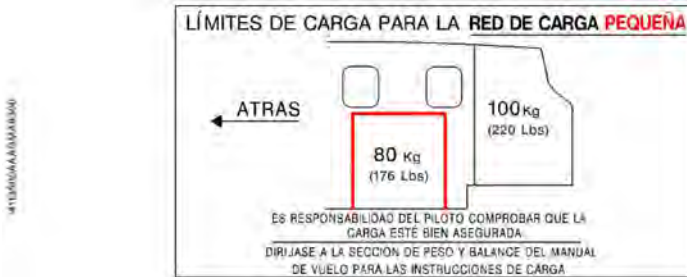 LÍMITES DE CARGA PARA LA RED DE CARGA PEQUEÑA
ATRAS
100 Kg
(220 Lbs)
80 Kg
(176 Lbs)
ES RESPONSABILIDAD DEL PILOTO COMPROBAR QUE LA
CARGA ESTÉ BIEN ASEGURADA
DIRIJASE A LA SECCION DE PESO Y BALANCE DEL MANUAL
DE VUELO PARA LAS INSTRUCCIONES DE CARGA